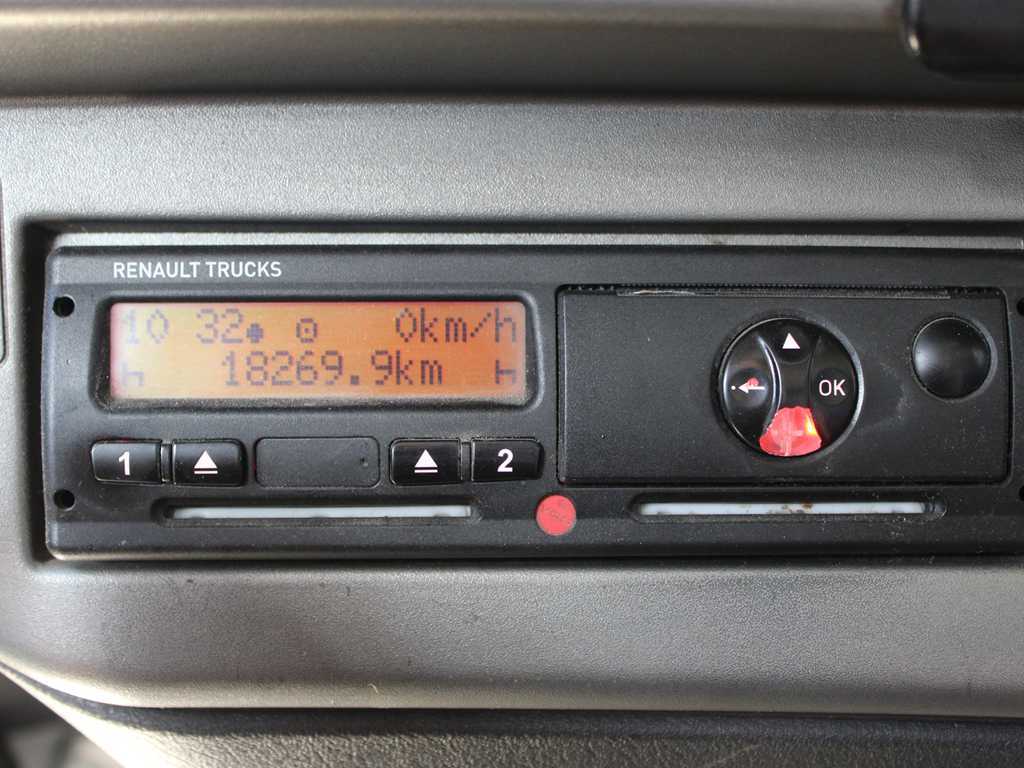 RENAULT TRUCKS
10 32 0km/h
18269.9km
1
2
OK